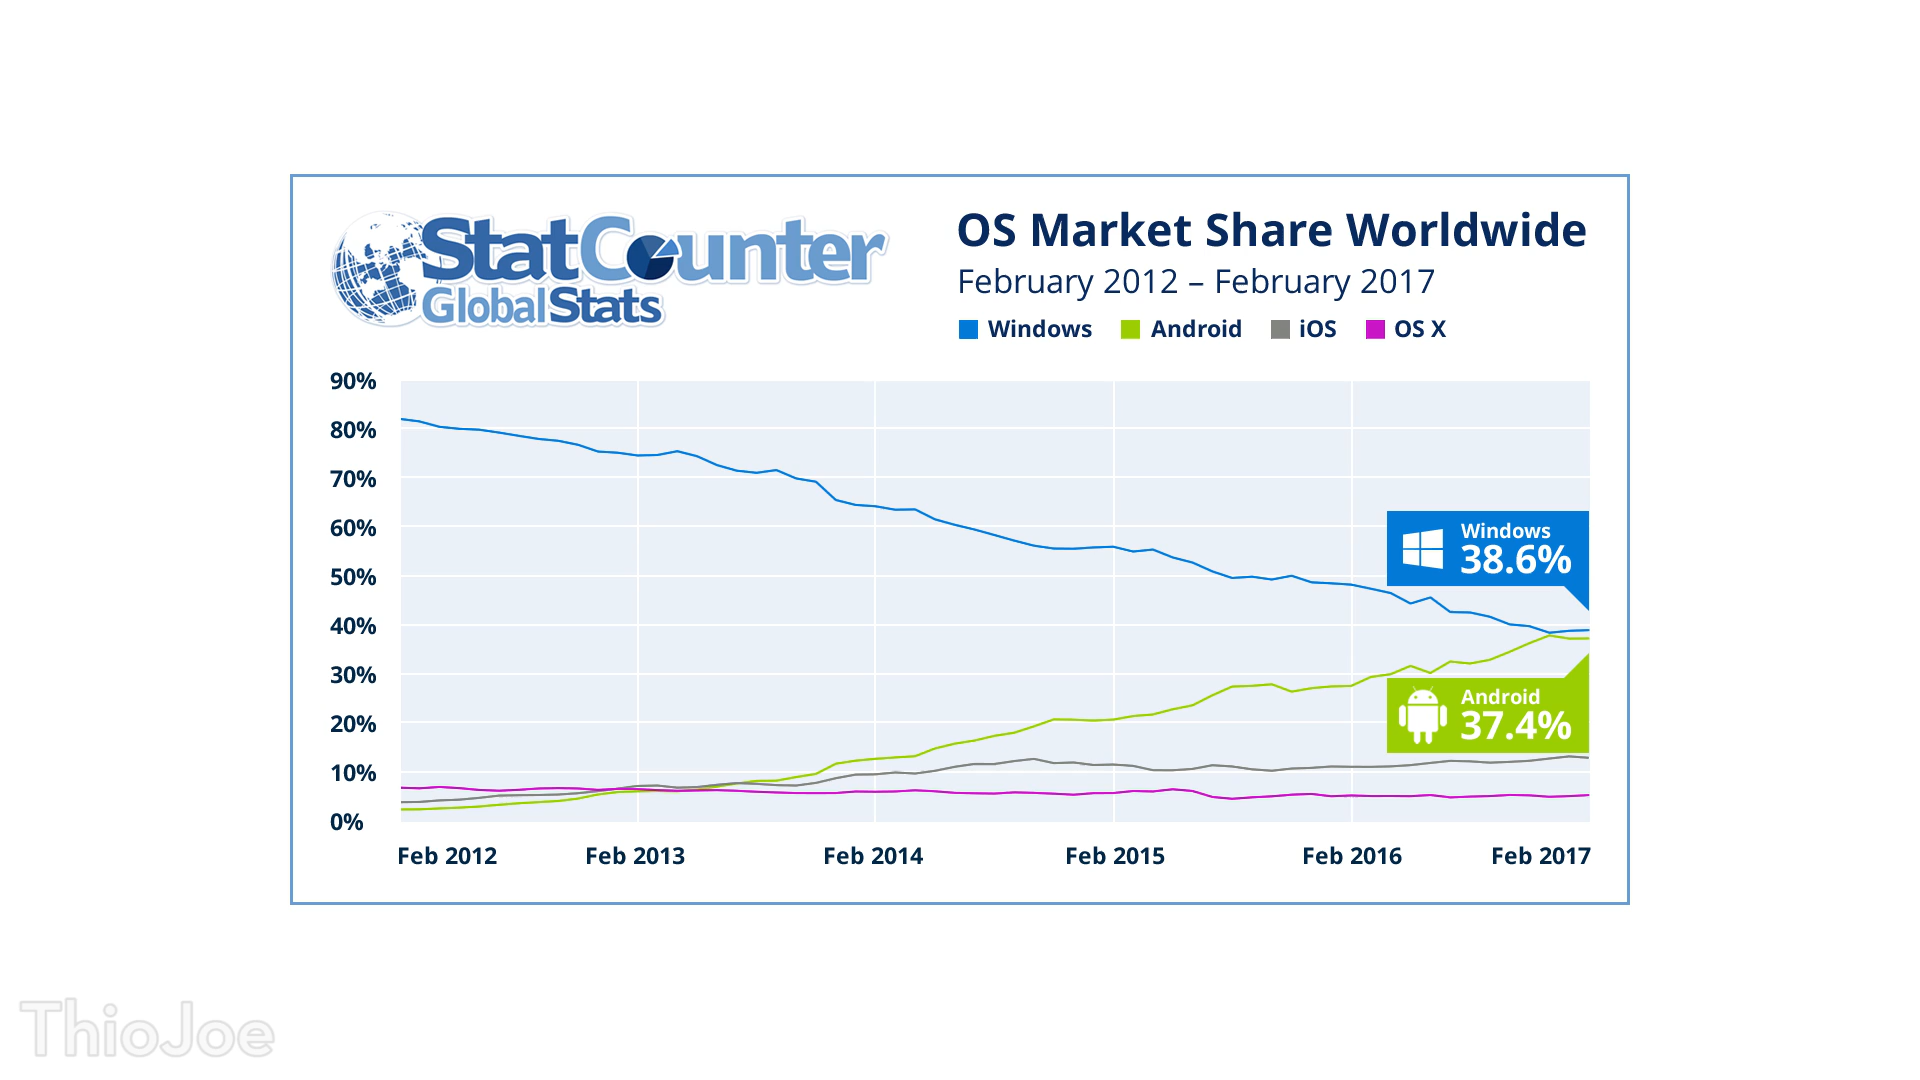 StatCounter
GlobalStats
OS Market Share Worldwide
February 2012 – February 2017
Windows Android iOS OS X
90%
80%
70%
60%
50%
40%
30%
20%
10%
0%
Windows
38.6%
Android
37.4%
Feb 2012 Feb 2013 Feb 2014 Feb 2015 Feb 2016 Feb 2017
ThioJoe